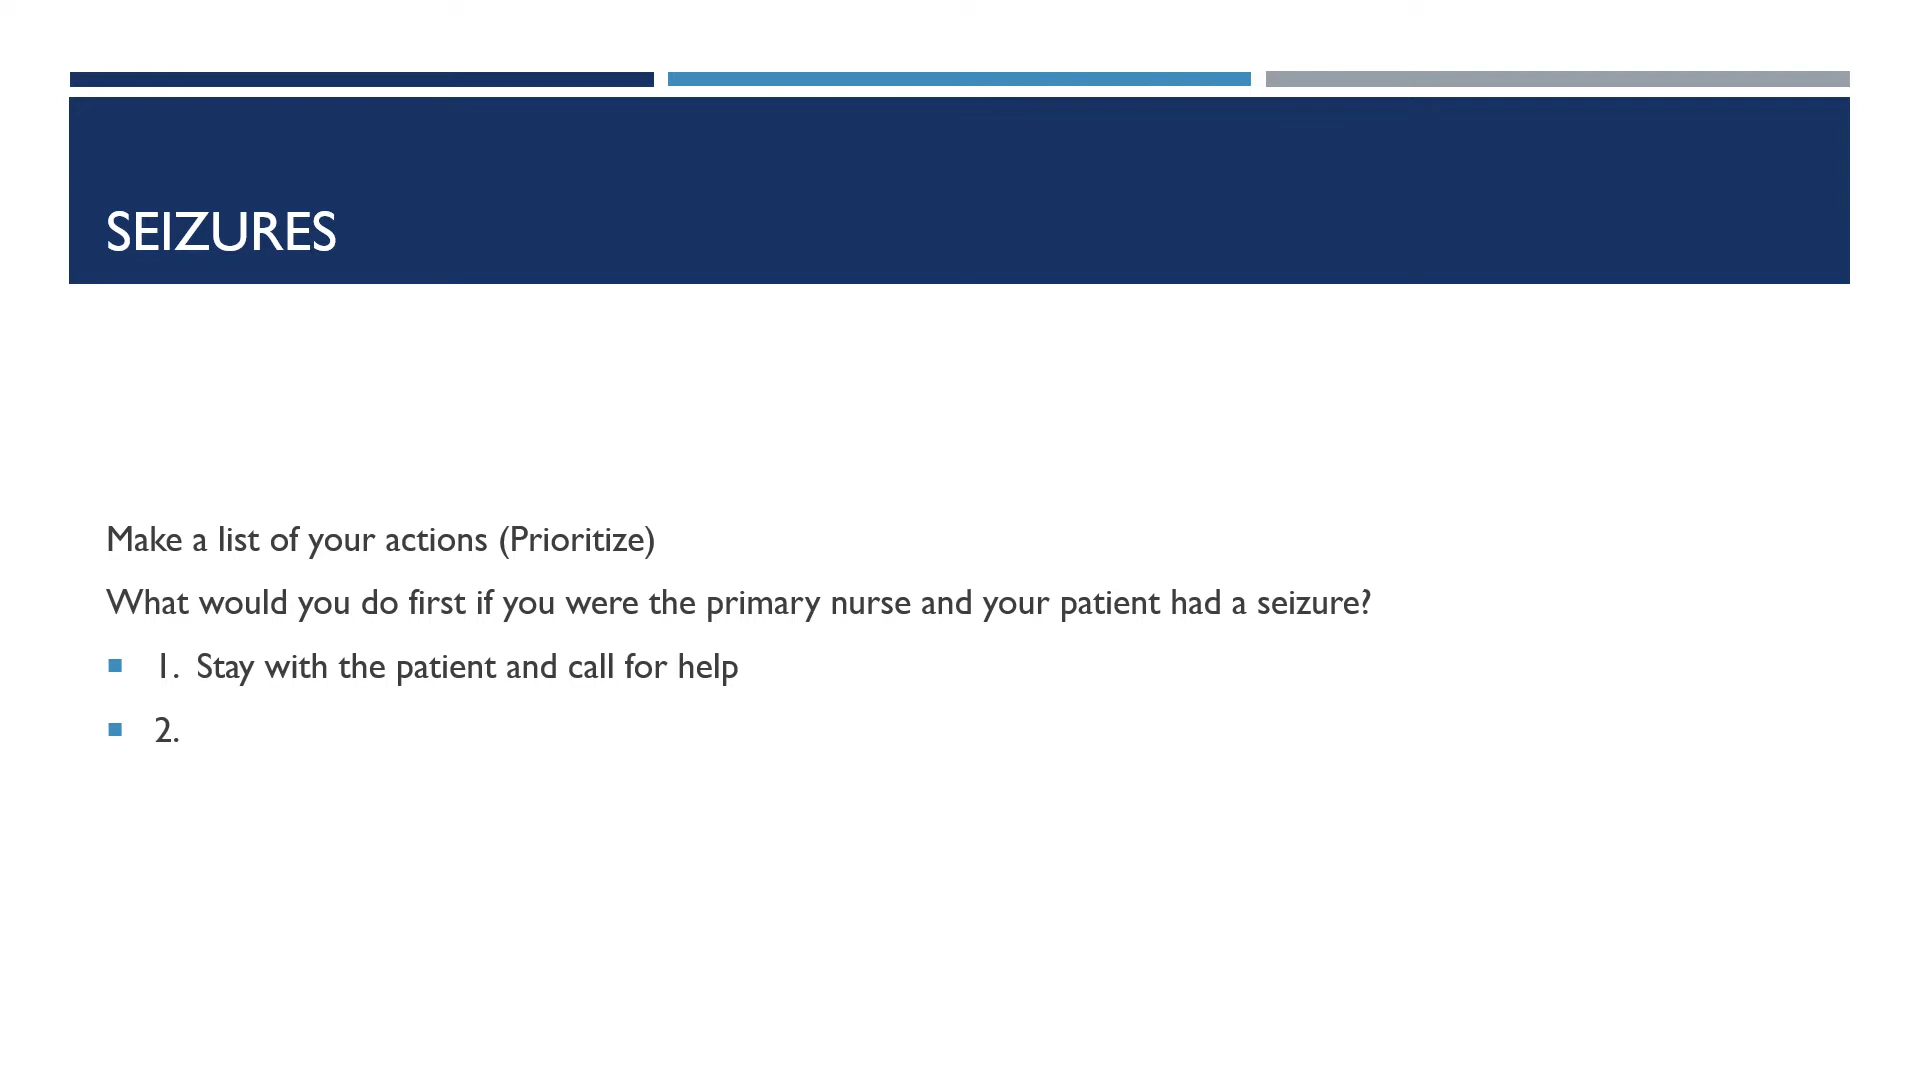 SEIZURES
Make a list of your actions (Prioritize)
What would you do first if you were the primary nurse and your patient had a seizure?
1. Stay with the patient and call for help
2.